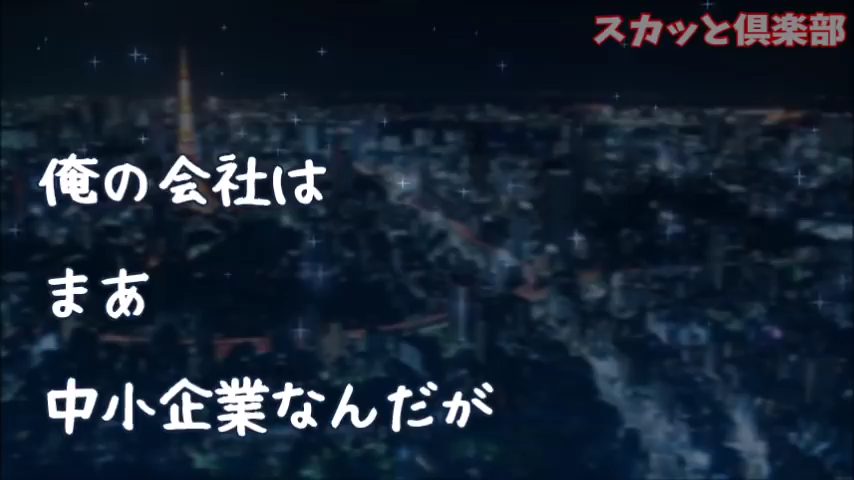 スカッと倶楽部
俺の会社は
まあ
中小企業なんだが